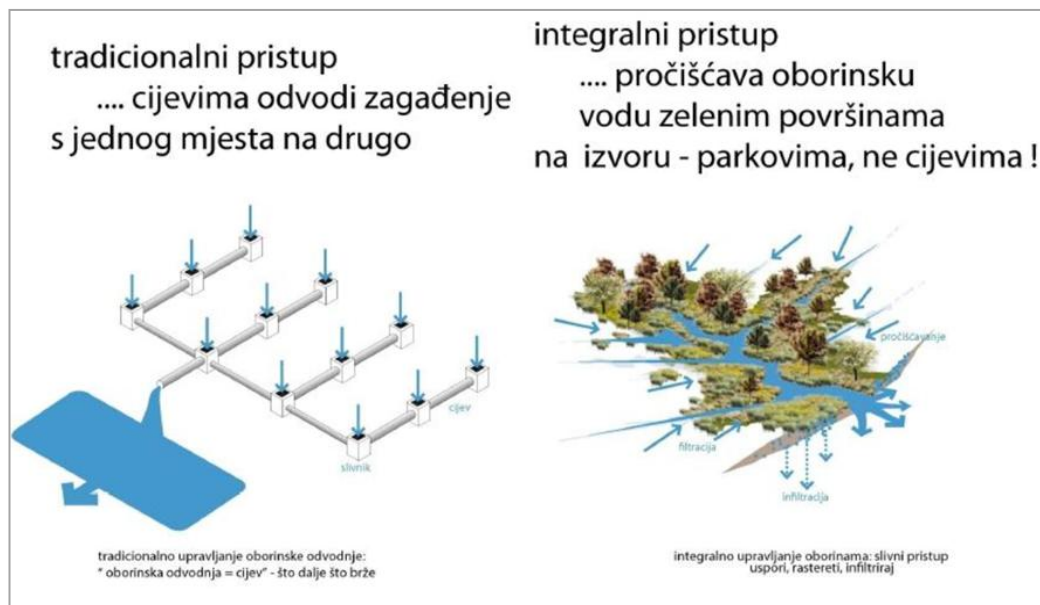 tradicionalni pristup
.... cijevima odvodi zagađenje
s jednog mjesta na drugo
cijev
slivnik
tradicionalno upravljanje oborinske odvodnje:
" oborinska odvodnja = cijev" - što dalje što brže
integralni pristup
.... pročišćava oborinsku
vodu zelenim površinama
na izvoru - parkovima, ne cijevima !
pročišćavanje
filtracija
infiltracija
integralno upravljanje oborinama: slivni pristup
uspori, rastereti, infiltriraj